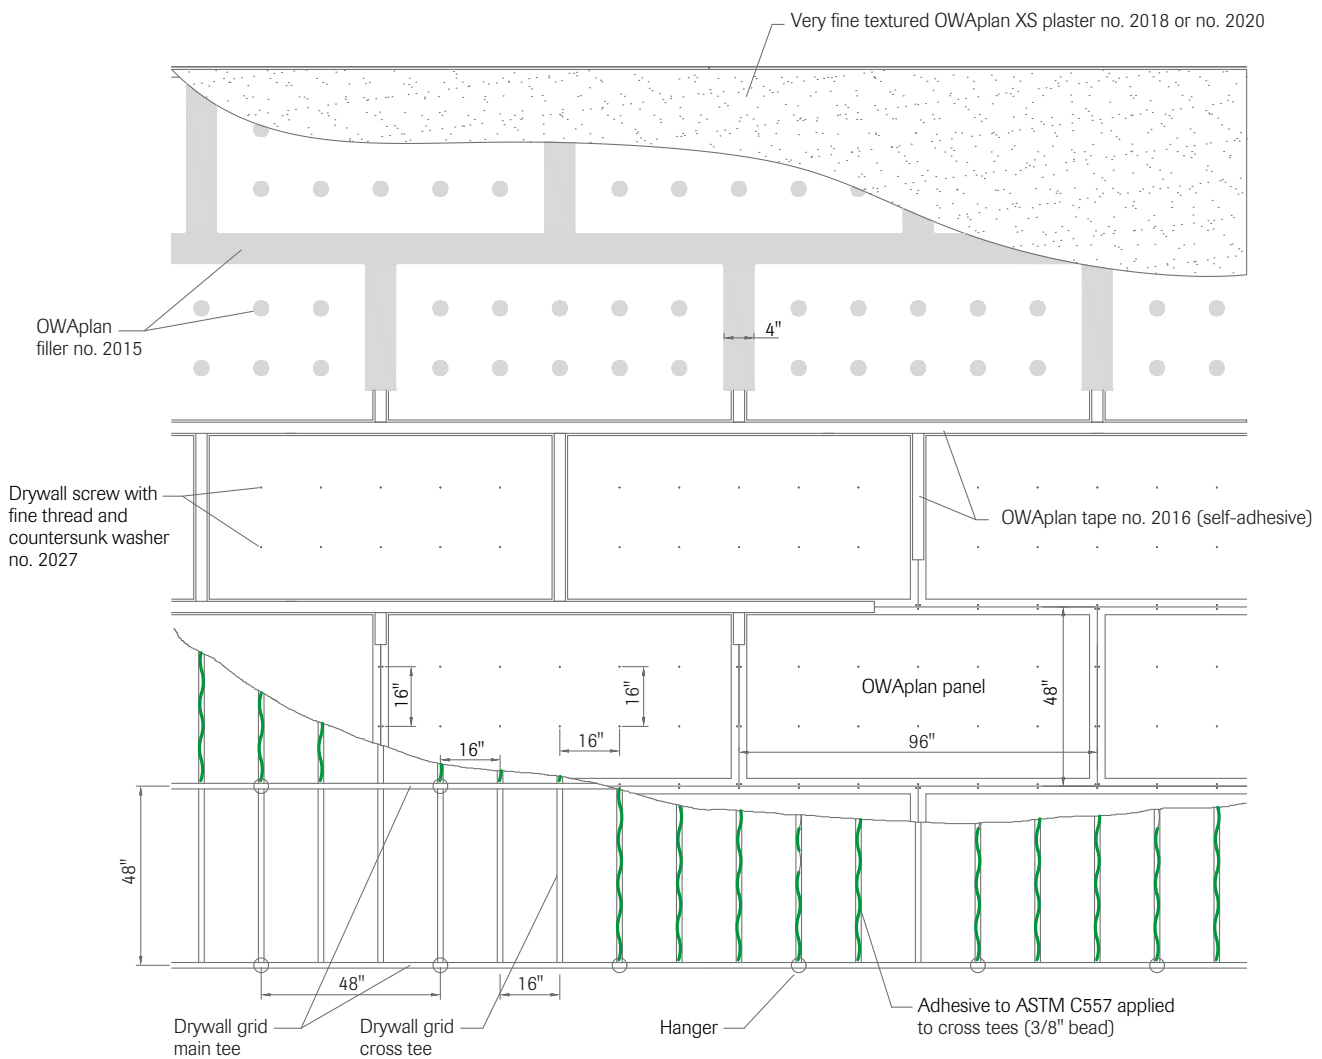 Very fine textured OWAplan XS plaster no. 2018 or no. 2020
OWAplan
filler no. 2015
4"
Drywall screw with
fine thread and
countersunk washer
no. 2027
OWAplan tape no. 2016 (self-adhesive)
16"
16"
OWAplan panel
48"
16"
16"
96"
48"
48"
16"
Drywall grid
main tee
Drywall grid
cross tee
Hanger
Adhesive to ASTM C557 applied
to cross tees (3/8" bead)